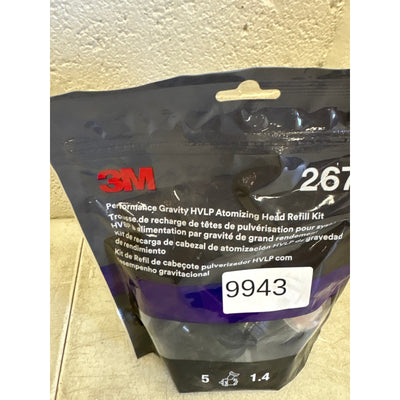 3M
267
Performance Gravity HVLP Atomizing Head Refill Kit
Trousse de recharge de têtes de pulvérisation pour
HVLP à alimentation par gravité de grand
Kit de recarga de cabezal de atomización HVLP de gravedad
de rendimiento
Kit de Refil de cabeçote pulverizador HVLP com
desempenho gravitacional
9943
5 1.4